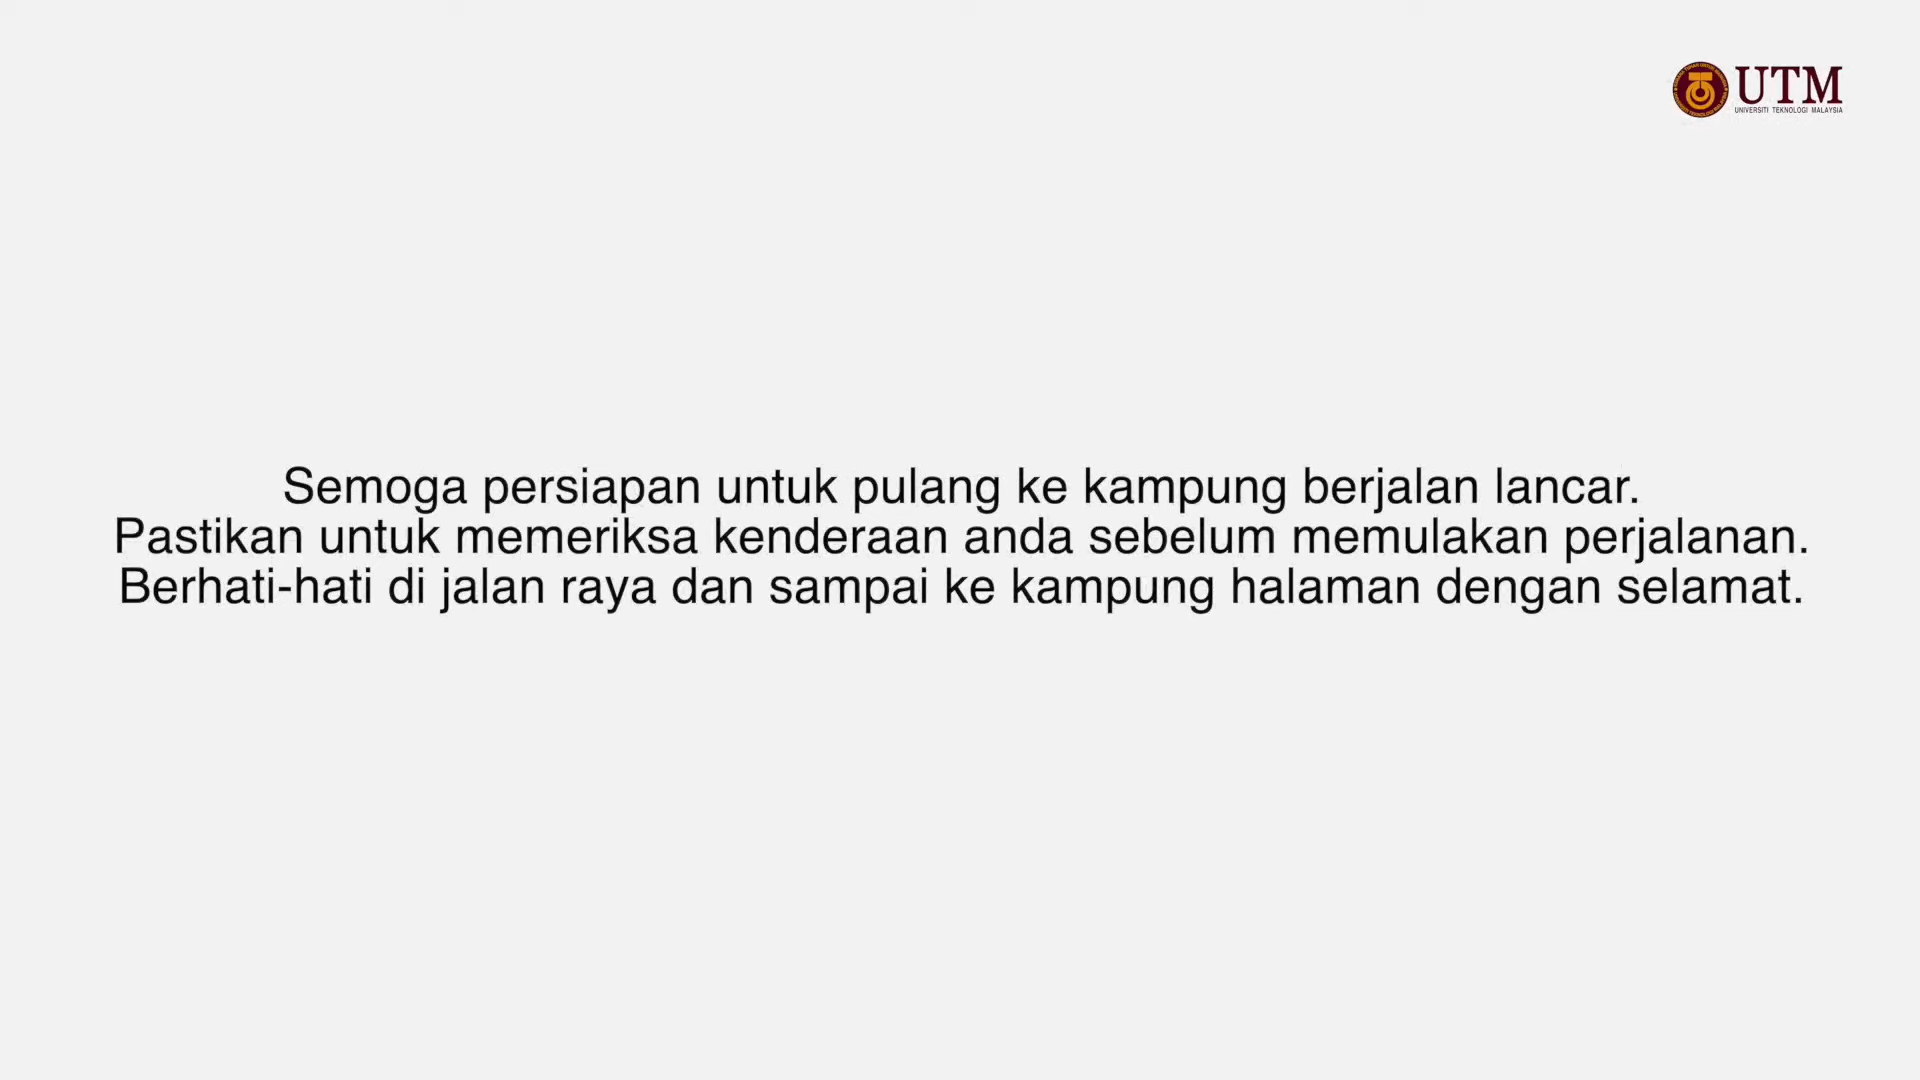 UTM
UNIVERSITI TEKNOLOGI MALAYSIA
Semoga persiapan untuk pulang ke kampung berjalan lancar.
Pastikan untuk memeriksa kenderaan anda sebelum memulakan perjalanan.
Berhati-hati di jalan raya dan sampai ke kampung halaman dengan selamat.